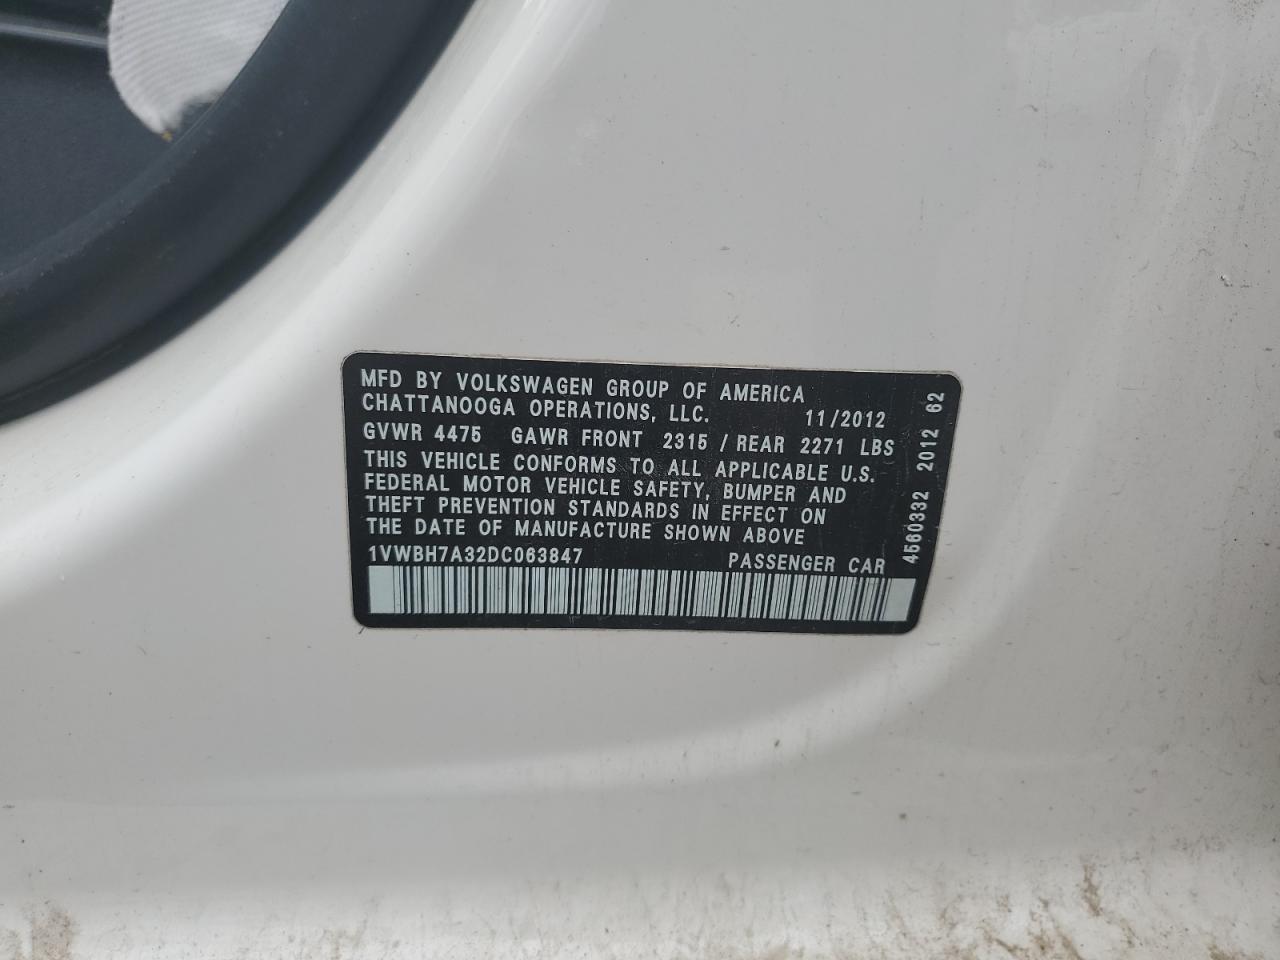 MFD BY VOLKSWAGEN GROUP OF AMERICA
CHATTANOOGA OPERATIONS, LLC. 11/2012
GVWR 4475 GAWR FRONT 2315 / REAR 2271 LBS
THIS VEHICLE CONFORMS TO ALL APPLICABLE U.S.
FEDERAL MOTOR VEHICLE SAFETY, BUMPER AND
THEFT PREVENTION STANDARDS IN EFFECT ON
THE DATE OF MANUFACTURE SHOWN ABOVE
1VWBH7A32DC063847 PASSENGER CAR
4560332 2012 62